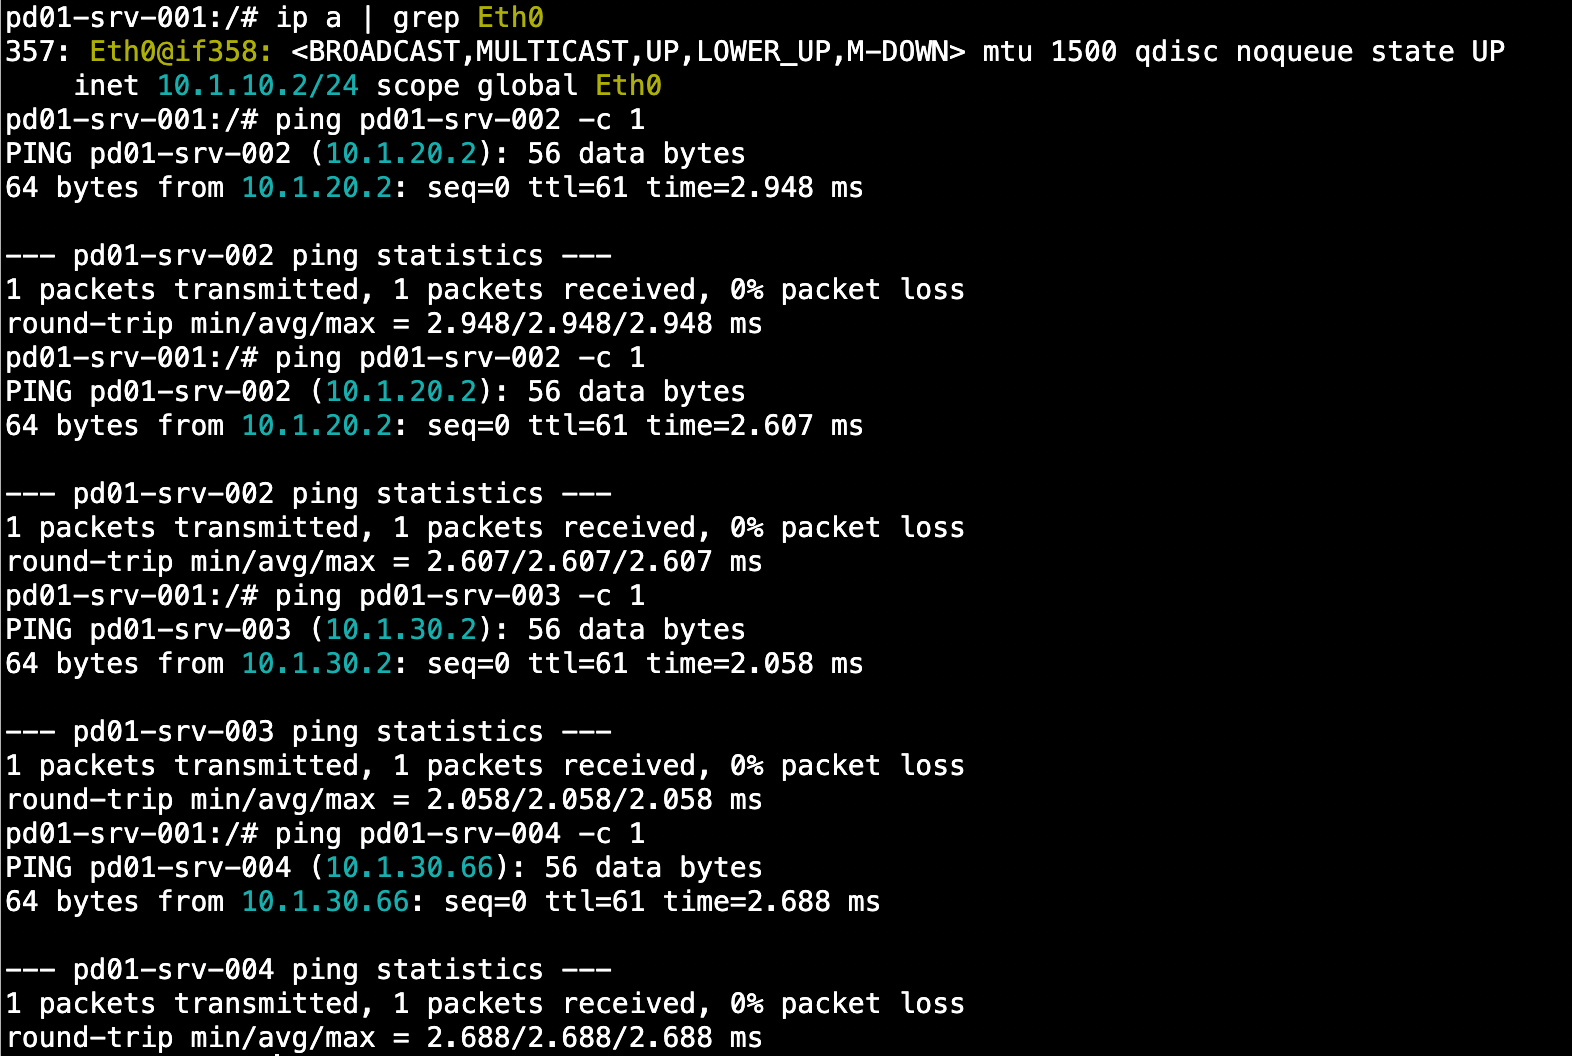 pd01-srv-001:/# ip a | grep Eth0
357: Eth0@if358: <BROADCAST,MULTICAST,UP,LOWER_UP,M-DOWN> mtu 1500 qdisc noqueue state UP
    inet 10.1.10.2/24 scope global Eth0
pd01-srv-001:/# ping pd01-srv-002 -c 1
PING pd01-srv-002 (10.1.20.2): 56 data bytes
64 bytes from 10.1.20.2: seq=0 ttl=61 time=2.948 ms

--- pd01-srv-002 ping statistics ---
1 packets transmitted, 1 packets received, 0% packet loss
round-trip min/avg/max = 2.948/2.948/2.948 ms
pd01-srv-001:/# ping pd01-srv-002 -c 1
PING pd01-srv-002 (10.1.20.2): 56 data bytes
64 bytes from 10.1.20.2: seq=0 ttl=61 time=2.607 ms

--- pd01-srv-002 ping statistics ---
1 packets transmitted, 1 packets received, 0% packet loss
round-trip min/avg/max = 2.607/2.607/2.607 ms
pd01-srv-001:/# ping pd01-srv-003 -c 1
PING pd01-srv-003 (10.1.30.2): 56 data bytes
64 bytes from 10.1.30.2: seq=0 ttl=61 time=2.058 ms

--- pd01-srv-003 ping statistics ---
1 packets transmitted, 1 packets received, 0% packet loss
round-trip min/avg/max = 2.058/2.058/2.058 ms
pd01-srv-001:/# ping pd01-srv-004 -c 1
PING pd01-srv-004 (10.1.30.66): 56 data bytes
64 bytes from 10.1.30.66: seq=0 ttl=61 time=2.688 ms

--- pd01-srv-004 ping statistics ---
1 packets transmitted, 1 packets received, 0% packet loss
round-trip min/avg/max = 2.688/2.688/2.688 ms